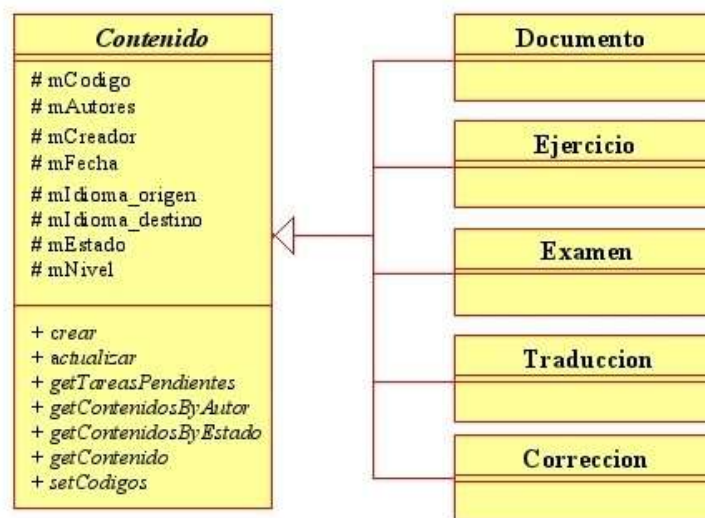 Contenido
# mCodigo
# mAutores
# mCreador
# mFecha
# mIdioma_origen
# mIdioma_destino
# mEstado
# mNivel
+ crear
+ actualizar
+ getTareasPendientes
+ getContenidosByAutor
+ getContenidosByEstado
+ getContenido
+ setCodigos
Documento
Ejercicio
Examen
Traduccion
Correccion